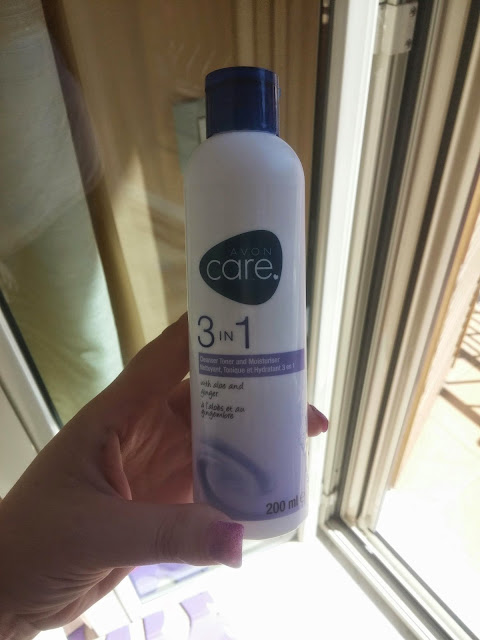 AVON
care.
3 IN 1
Cleanser Toner and Moisturiser
Nettoyant, Tonique et Hydratant 3 en 1
with aloe and
ginger
à l'aloès et au
gingembre
200 ml e